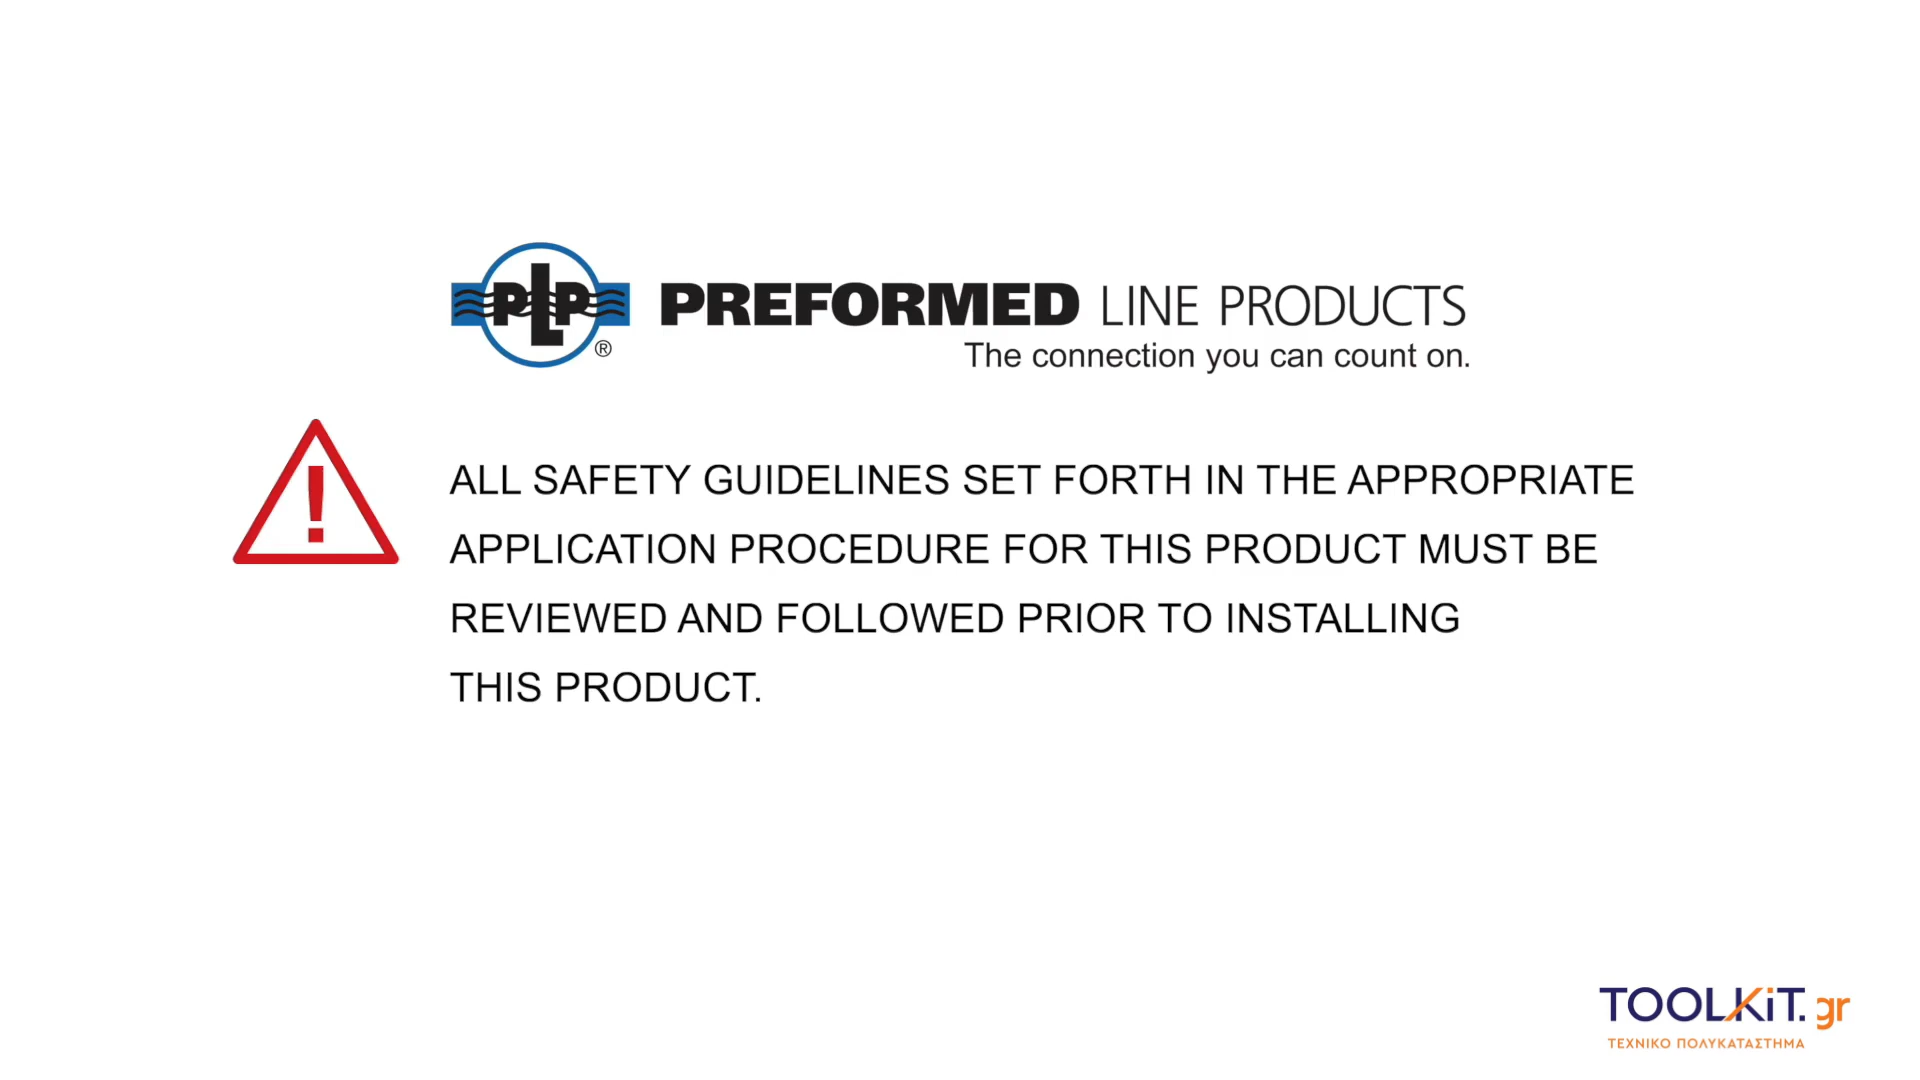 PLP®
PREFORMED LINE PRODUCTS
The connection you can count on.
!
ALL SAFETY GUIDELINES SET FORTH IN THE APPROPRIATE
APPLICATION PROCEDURE FOR THIS PRODUCT MUST BE
REVIEWED AND FOLLOWED PRIOR TO INSTALLING
THIS PRODUCT.
TOOLKiT.gr
ΤΕΧΝΙΚΟ ΠΟΛΥΚΑΤΑΣΤΗΜΑ